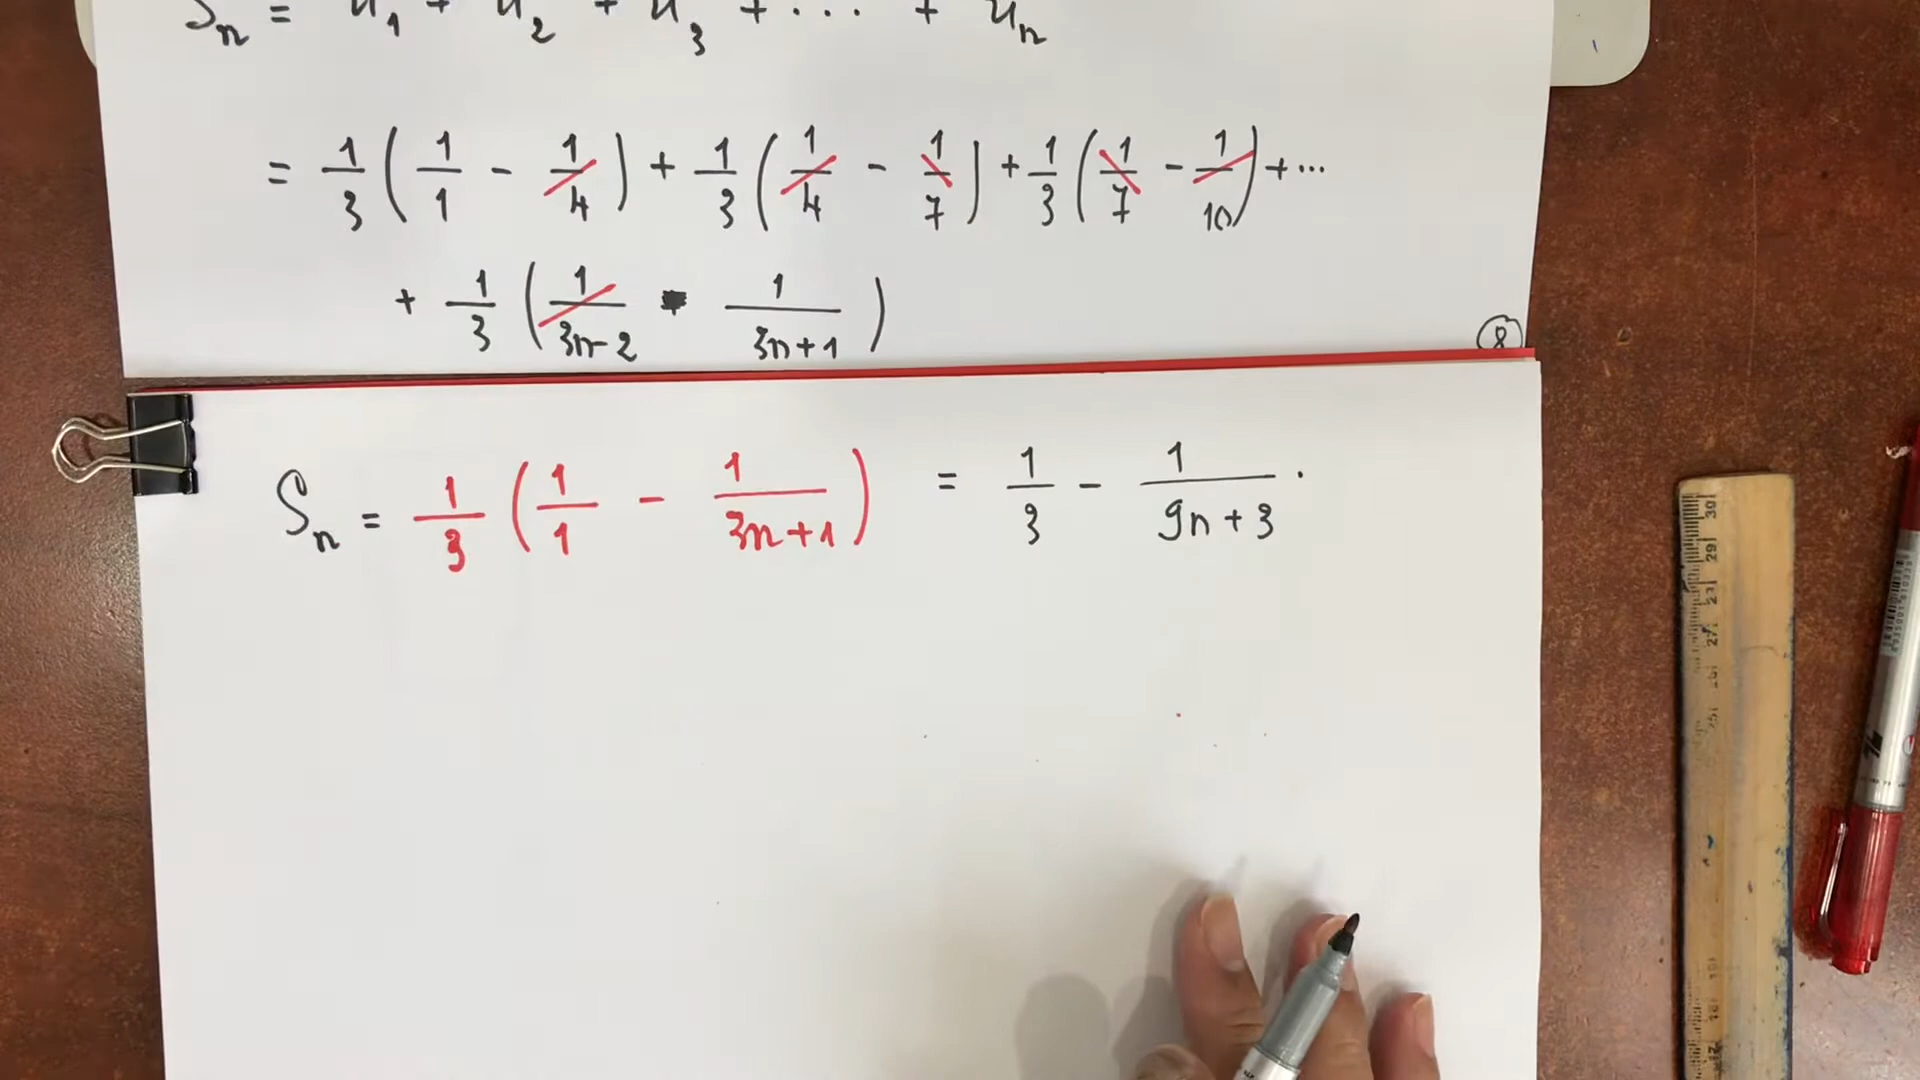 Sn = u1 + u2 + u3 + ... + un
= 1/3 (1/1 - 1/4) + 1/3 (1/4 - 1/7) + 1/3 (1/7 - 1/10) + ...
+ 1/3 (1/(3n-2) - 1/(3n+1))
8
Sn = 1/3 (1/1 - 1/(3n+1)) = 1/3 - 1/(9n+3).
30
29